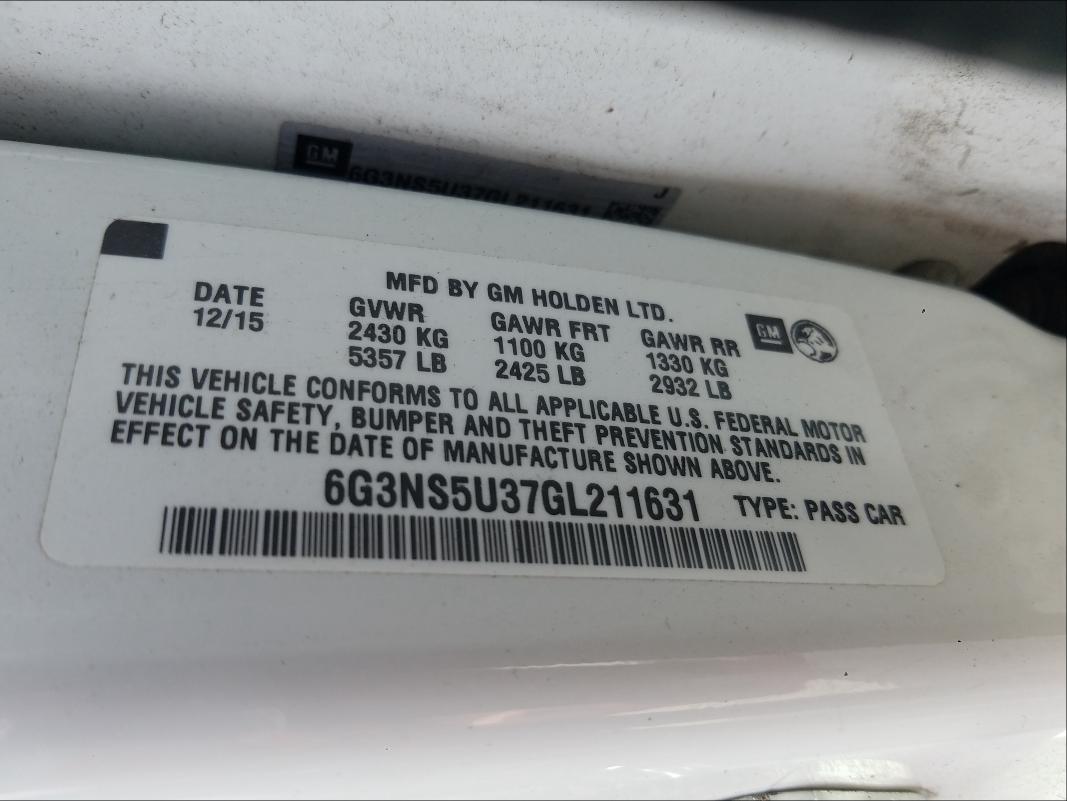 GM
6G3NS5U37GL211631
J
MFD BY GM HOLDEN LTD.
DATE GVWR GAWR FRT GAWR RR GM
12/15 2430 KG 1100 KG 1330 KG
5357 LB 2425 LB 2932 LB
THIS VEHICLE CONFORMS TO ALL APPLICABLE U.S. FEDERAL MOTOR
VEHICLE SAFETY, BUMPER AND THEFT PREVENTION STANDARDS IN
EFFECT ON THE DATE OF MANUFACTURE SHOWN ABOVE.
6G3NS5U37GL211631 TYPE: PASS CAR